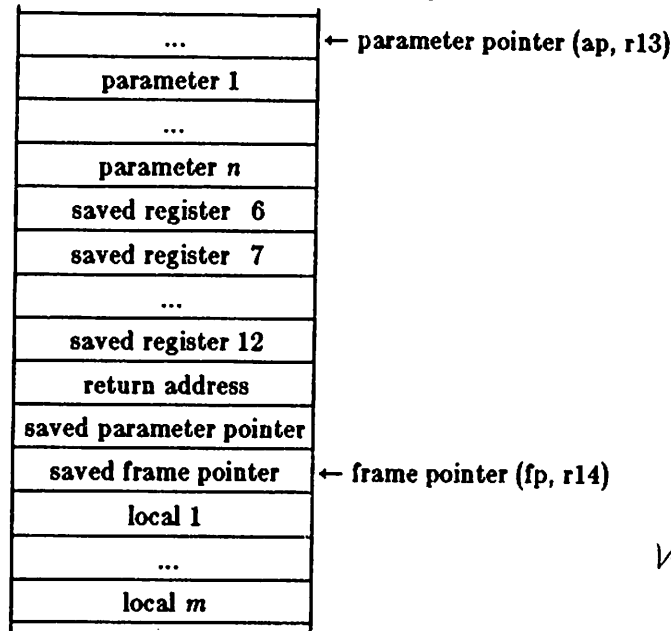 ... ← parameter pointer (ap, r13)
parameter 1
...
parameter n
saved register 6
saved register 7
...
saved register 12
return address
saved parameter pointer
saved frame pointer ← frame pointer (fp, r14)
local 1
...
local m